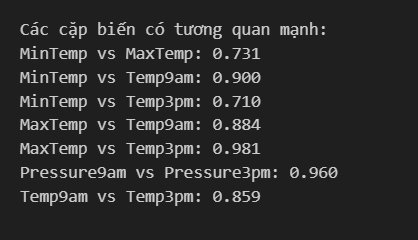 Các cặp biến có tương quan mạnh:
MinTemp vs MaxTemp: 0.731
MinTemp vs Temp9am: 0.900
MinTemp vs Temp3pm: 0.710
MaxTemp vs Temp9am: 0.884
MaxTemp vs Temp3pm: 0.981
Pressure9am vs Pressure3pm: 0.960
Temp9am vs Temp3pm: 0.859